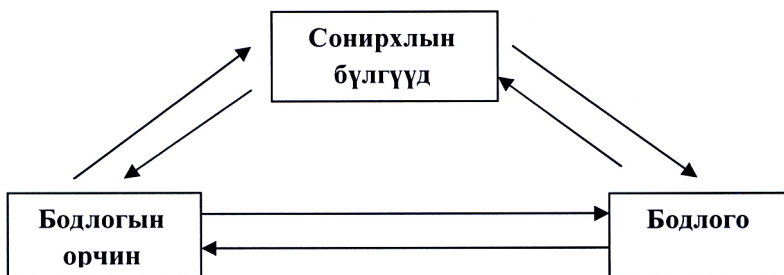 Сонирхлын
бүлгүүд
Бодлогын
орчин
Бодлого